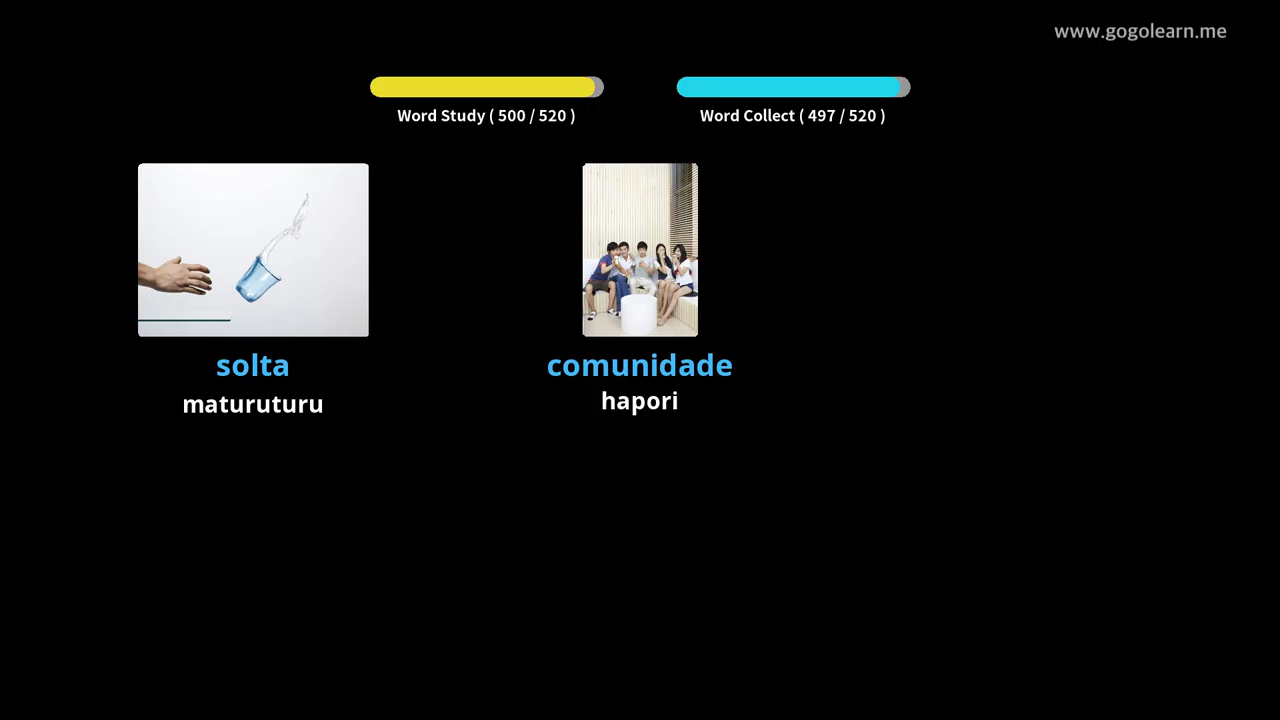 www.gogolearn.me
Word Study ( 500 / 520 )
Word Collect ( 497 / 520 )
solta
maturuturu
comunidade
hapori